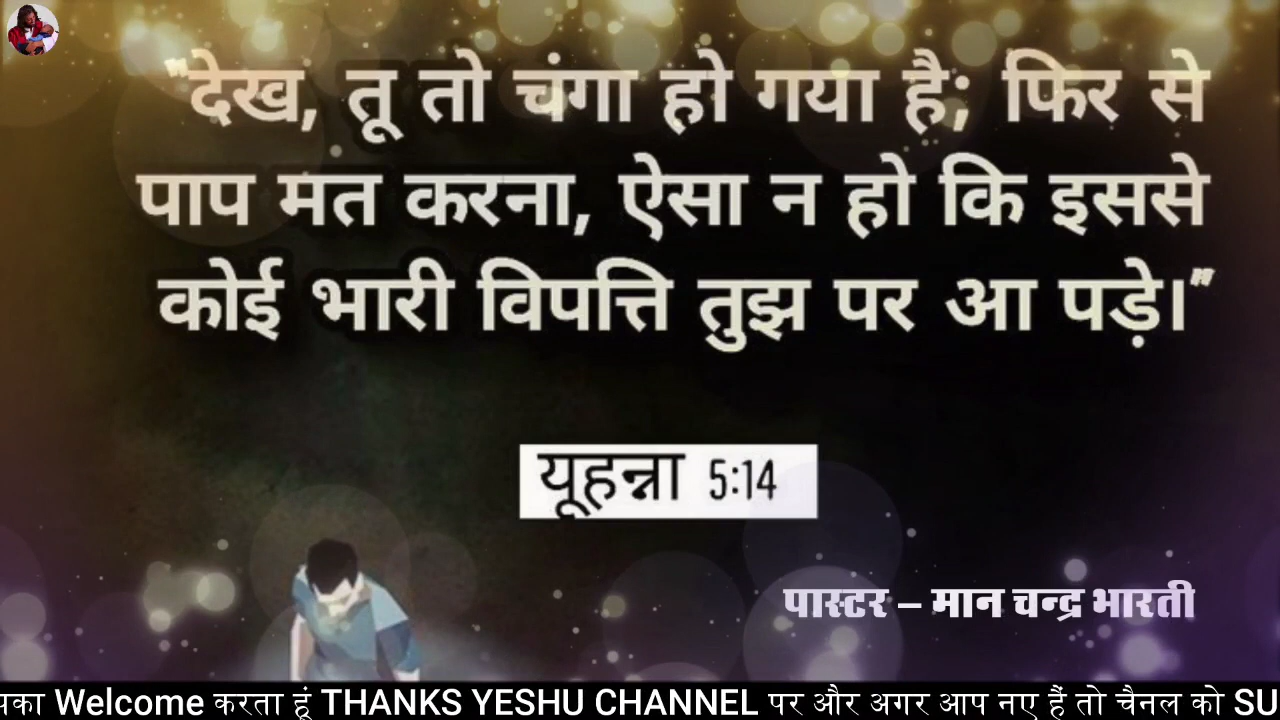 "देख, तू तो चंगा हो गया है; फिर से
पाप मत करना, ऐसा न हो कि इससे
कोई भारी विपत्ति तुझ पर आ पड़े।"
यूहन्ना 5:14
पास्टर – मान चन्द्र भारती
Welcome करता हूं THANKS YESHU CHANNEL पर और अगर आप नए हैं तो चैनल को